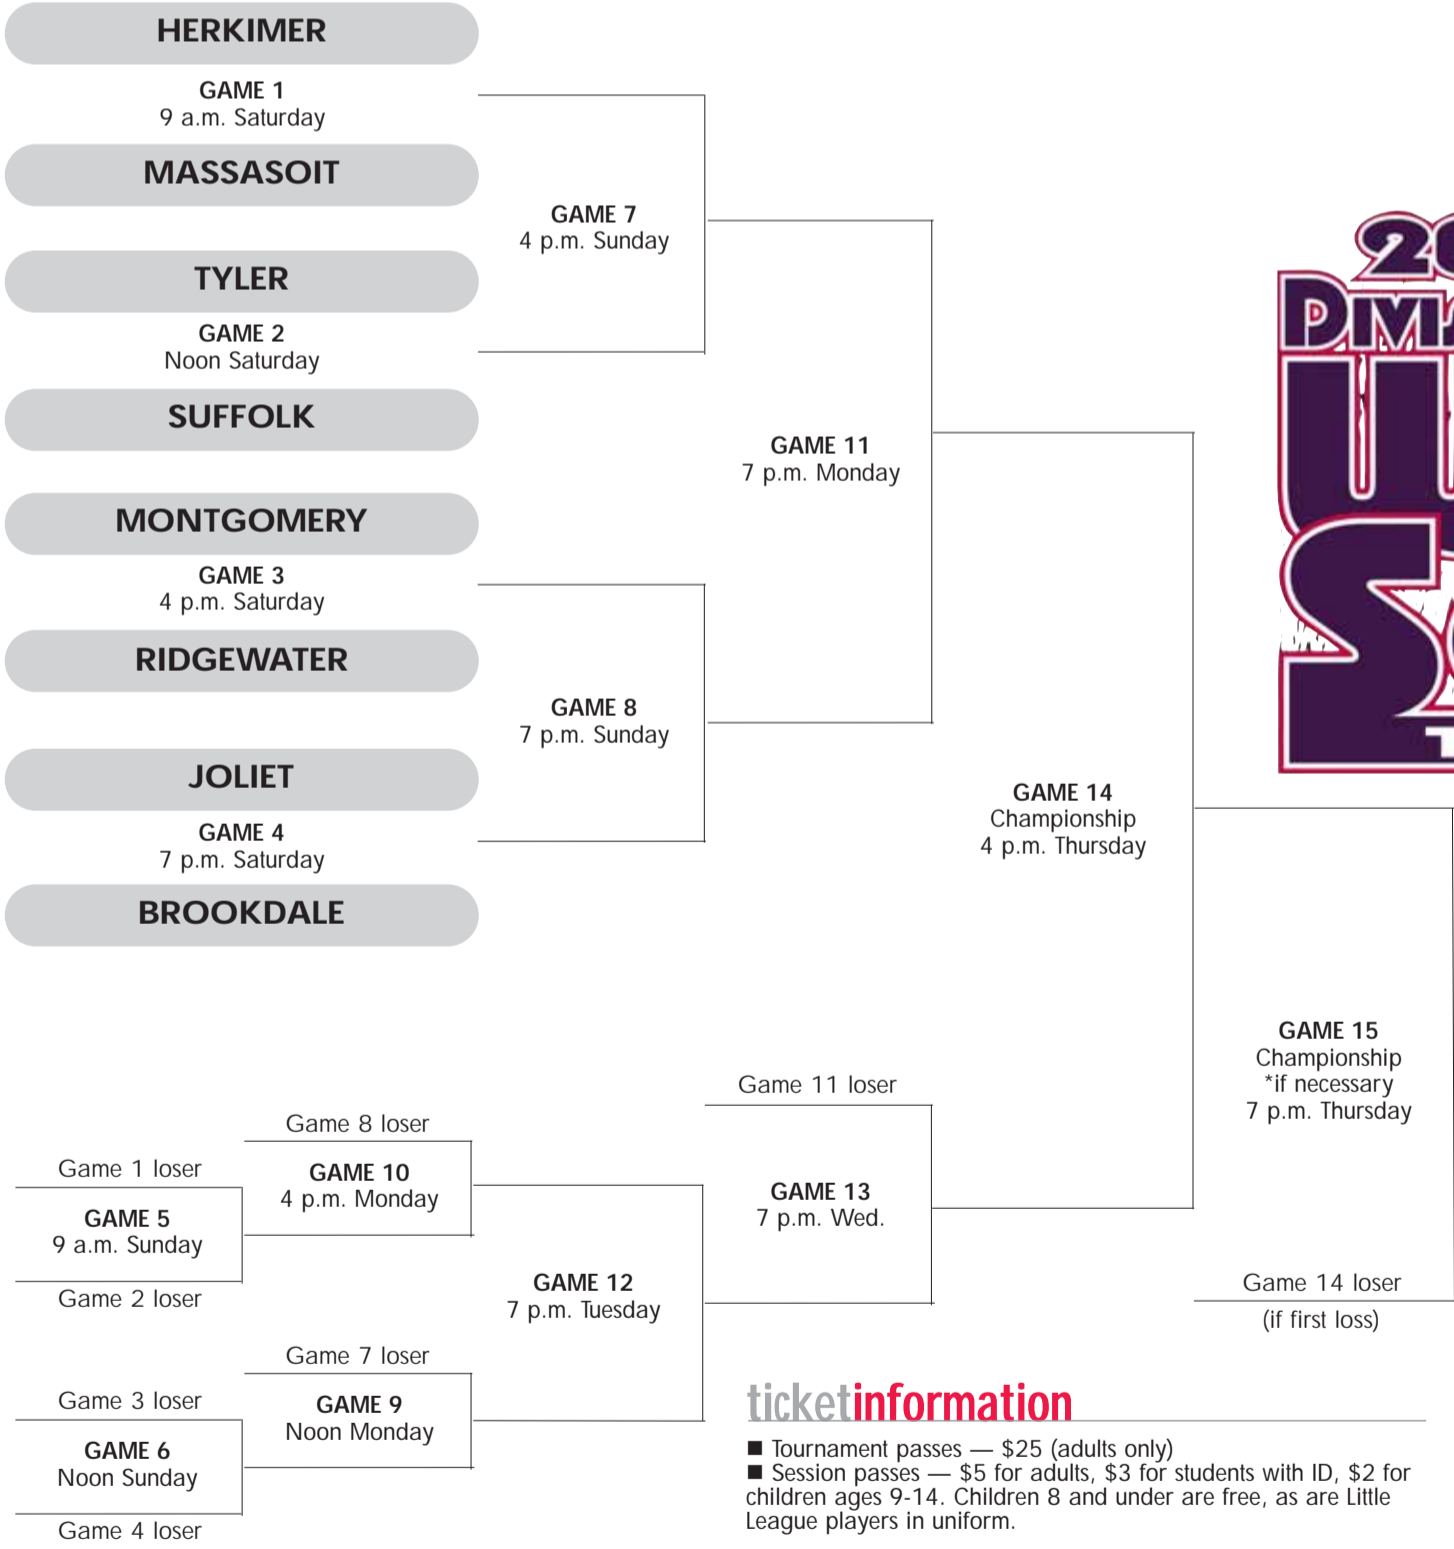 HERKIMER
GAME 1
9 a.m. Saturday
MASSASOIT
TYLER
GAME 2
Noon Saturday
SUFFOLK
MONTGOMERY
GAME 3
4 p.m. Saturday
RIDGEWATER
JOLIET
GAME 4
7 p.m. Saturday
BROOKDALE
GAME 7
4 p.m. Sunday
GAME 8
7 p.m. Sunday
GAME 11
7 p.m. Monday
GAME 14
Championship
4 p.m. Thursday
GAME 15
Championship
*if necessary
7 p.m. Thursday
Game 14 loser
(if first loss)
Game 11 loser
GAME 13
7 p.m. Wed.
Game 8 loser
GAME 10
4 p.m. Monday
Game 1 loser
GAME 5
9 a.m. Sunday
Game 2 loser
GAME 12
7 p.m. Tuesday
Game 7 loser
GAME 9
Noon Monday
Game 3 loser
GAME 6
Noon Sunday
Game 4 loser
ticketinformation
■ Tournament passes — $25 (adults only)
■ Session passes — $5 for adults, $3 for students with ID, $2 for
children ages 9-14. Children 8 and under are free, as are Little
League players in uniform.